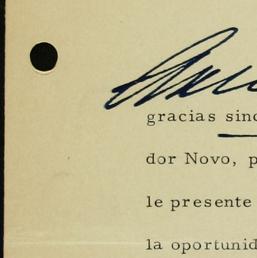 gracias sinc
dor Novo, p
le presente
la oportunid